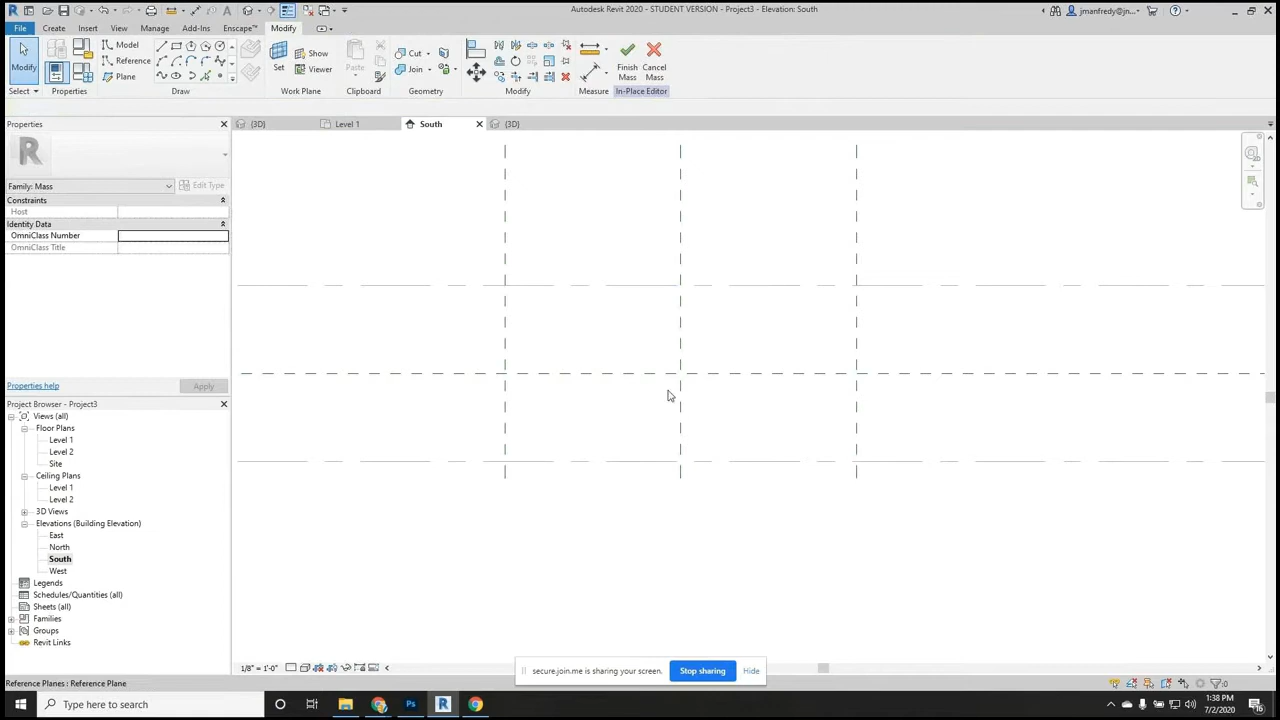 Autodesk Revit 2020 - STUDENT VERSION - Project3 - Elevation: South
jmanfredy@jn...
File Create Insert View Manage Add-Ins Enscape™ Modify
Modify
Select
Properties
Model
Reference
Plane
Draw
Set
Show
Viewer
Work Plane
Paste
Clipboard
Cut
Join
Geometry
Modify
Measure
Finish Mass
Cancel Mass
In-Place Editor
Properties
{3D}
Level 1
South
{3D}
Family: Mass
Edit Type
Constraints
Host
Identity Data
OmniClass Number
OmniClass Title
Properties help
Apply
Project Browser - Project3
Views (all)
Floor Plans
Level 1
Level 2
Site
Ceiling Plans
Level 1
Level 2
3D Views
Elevations (Building Elevation)
East
North
South
West
Legends
Schedules/Quantities (all)
Sheets (all)
Families
Groups
Revit Links
1/8" = 1'-0"
secure.join.me is sharing your screen.
Stop sharing
Hide
Reference Planes : Reference Plane
:0
Type here to search
1:38 PM
7/2/2020
16